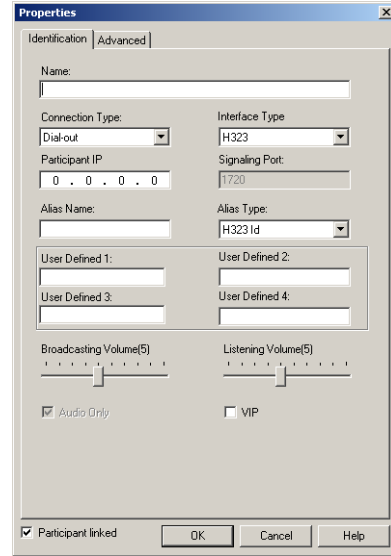 Properties
Identification Advanced
Name:
Connection Type: Interface Type
Dial-out H323
Participant IP Signaling Port:
0 . 0 . 0 . 0 1720
Alias Name: Alias Type:
H323 Id
User Defined 1: User Defined 2:
User Defined 3: User Defined 4:
Broadcasting Volume(5) Listening Volume(5)
Audio Only VIP
Participant linked OK Cancel Help